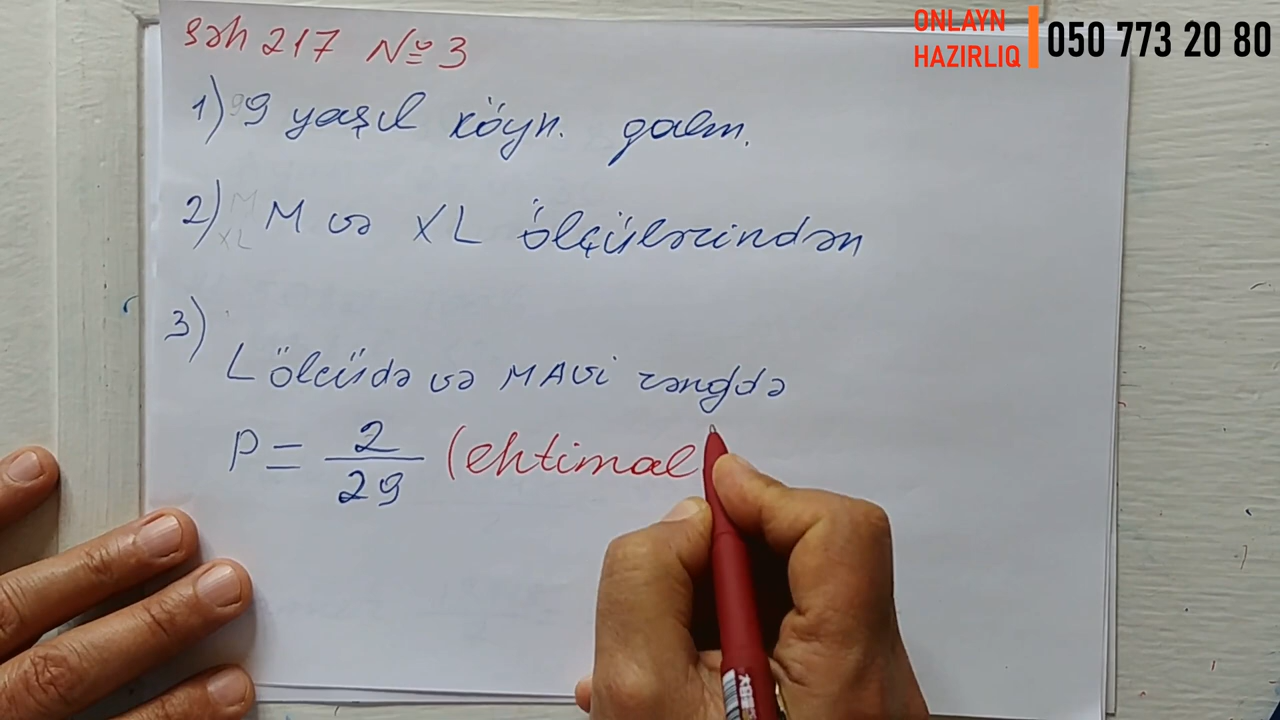 ONLAYN
HAZIRLIQ
050 773 20 80
səh 217 № 3
1) 9 yaşıl köyn. qalm.
2) M və XL ölçülərindən
3)
L ölçüdə və MAvi rəngdə
P = 2/29 (ehtimal